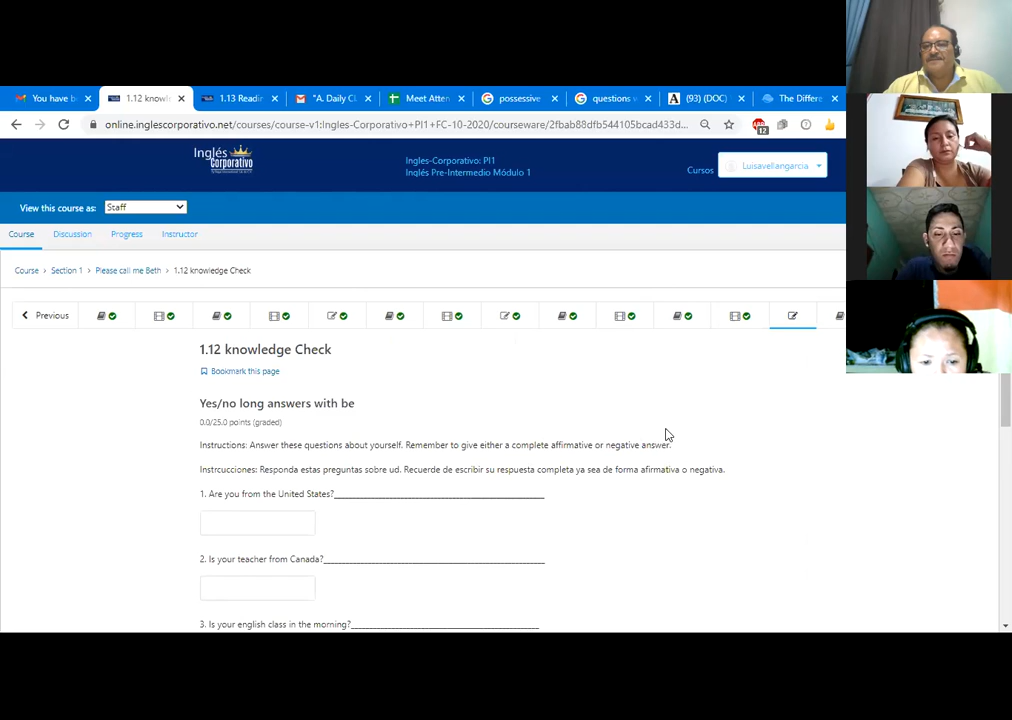 You have b
1.12 knowl
1.13 Readi
"A. Daily Cl
Meet Atten
possessive
questions w
(93) (DOC)
The Differe
online.inglescorporativo.net/courses/course-v1:Ingles-Corporativo+PI1+FC-10-2020/courseware/2fbab88dfb544105bcad433d...
12
Inglés
Corporativo
Ingles-Corporativo: PI1
Inglés Pre-Intermedio Módulo 1
Cursos
Luisavellangarcia
View this course as:
Staff
Course
Discussion
Progress
Instructor
Course > Section 1 > Please call me Beth > 1.12 knowledge Check
Previous
1.12 knowledge Check
Bookmark this page
Yes/no long answers with be
0.0/25.0 points (graded)
Instructions: Answer these questions about yourself. Remember to give either a complete affirmative or negative answer.
Instrcucciones: Responda estas preguntas sobre ud. Recuerde de escribir su respuesta completa ya sea de forma afirmativa o negativa.
1. Are you from the United States?
2. Is your teacher from Canada?
3. Is your english class in the morning?